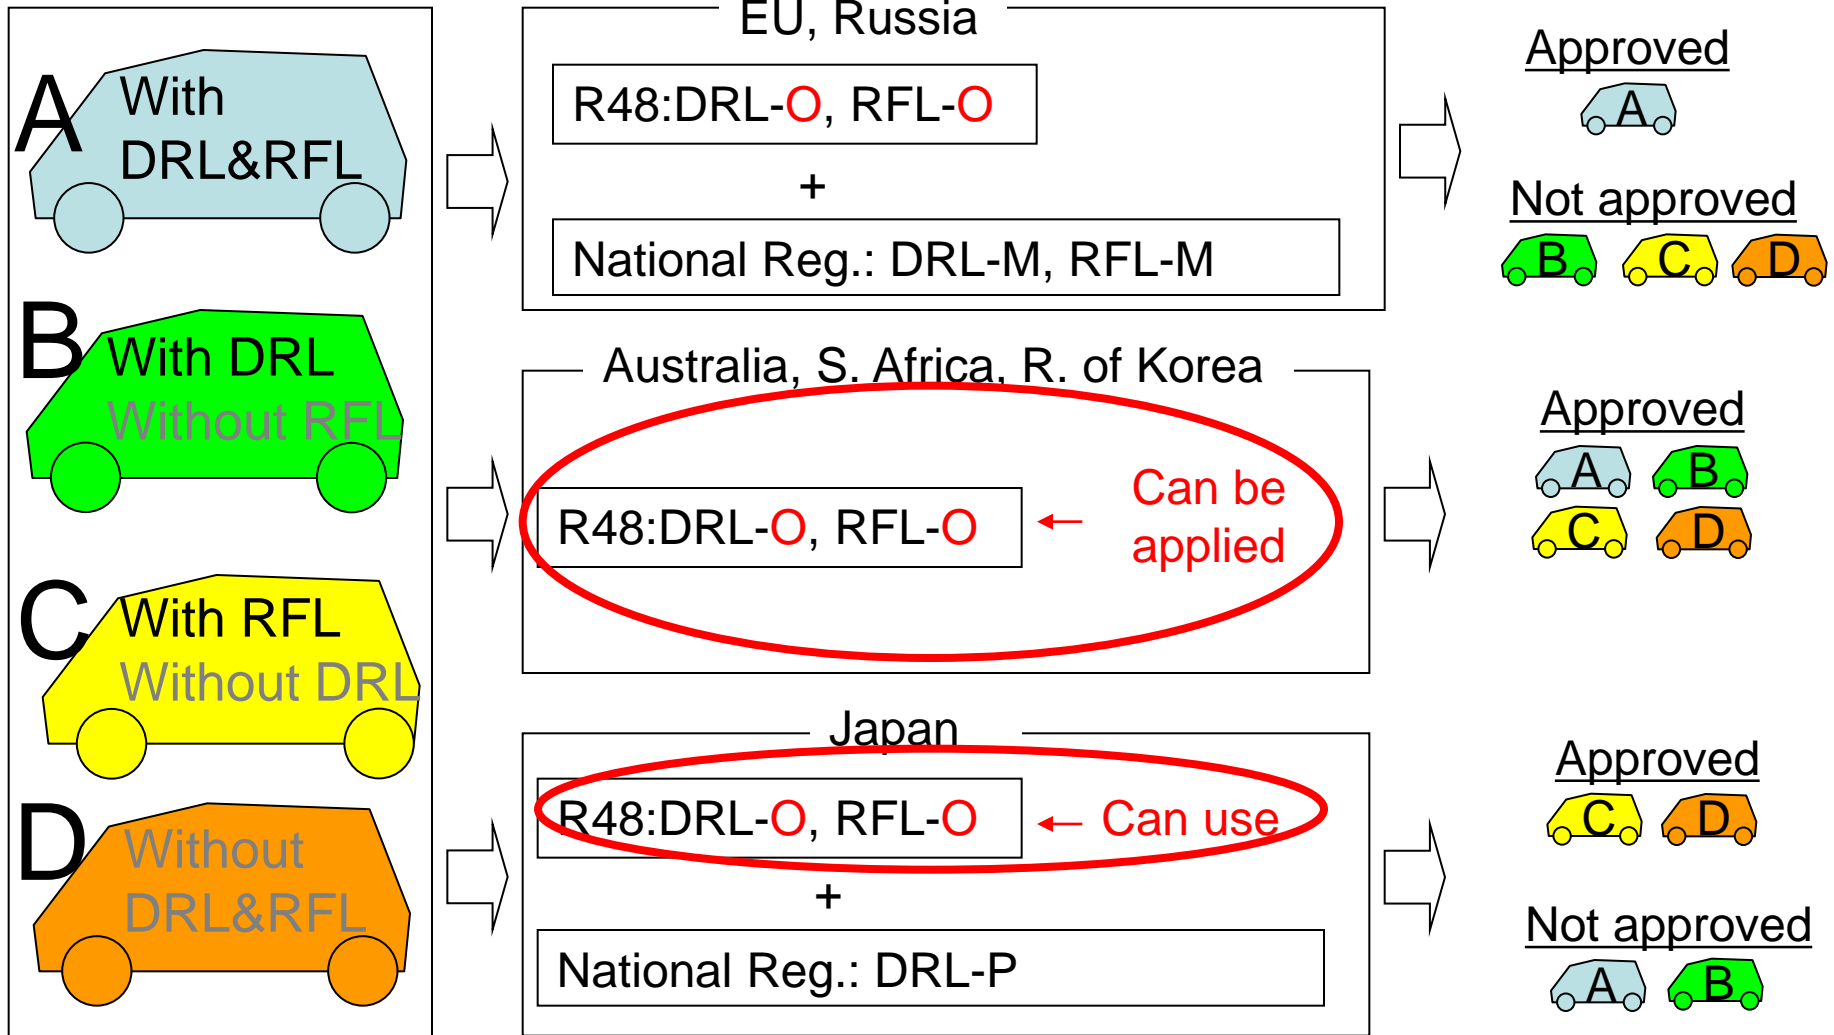 A
With
DRL&RFL
B
With DRL
Without RFL
C
With RFL
Without DRL
D
Without
DRL&RFL
EU, Russia
R48:DRL-O, RFL-O
+
National Reg.: DRL-M, RFL-M
Approved
A
Not approved
B C D
Australia, S. Africa, R. of Korea
R48:DRL-O, RFL-O
← Can be
applied
Approved
A B
C D
Japan
R48:DRL-O, RFL-O
← Can use
+
National Reg.: DRL-P
Approved
C D
Not approved
A B